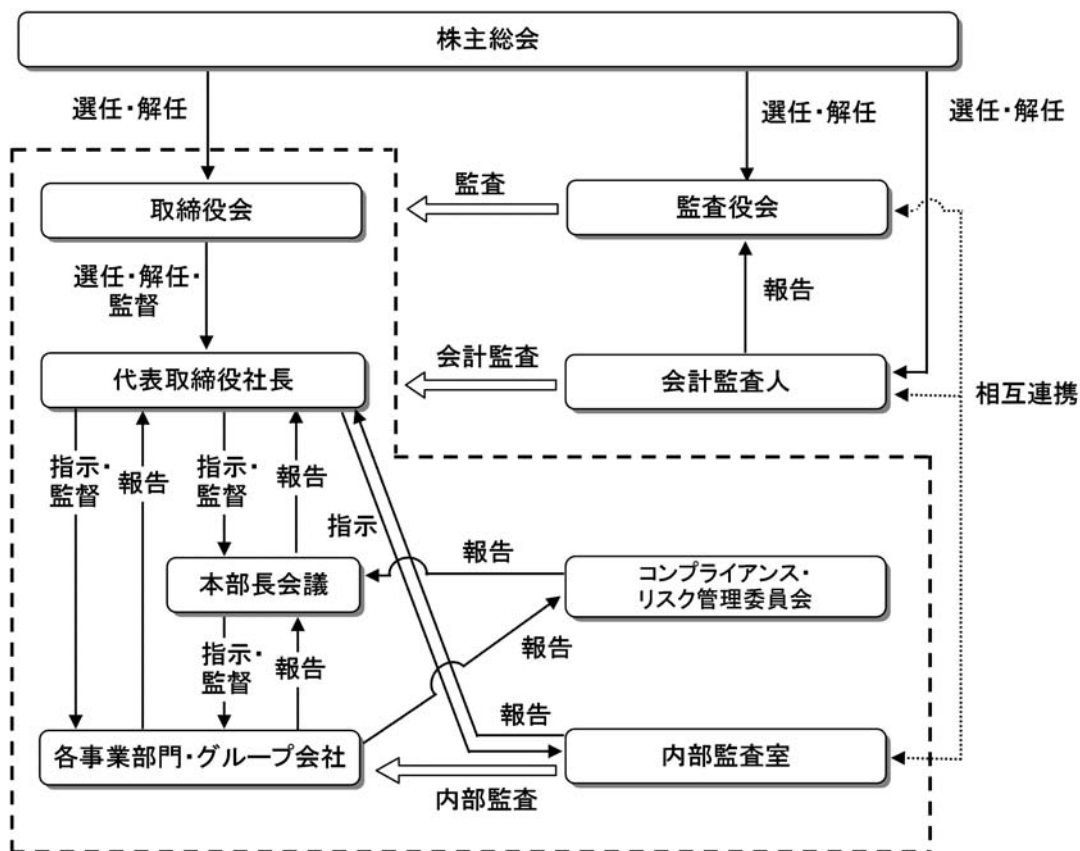 株主総会
選任・解任
選任・解任
選任・解任
取締役会
監査
監査役会
選任・解任・
監督
報告
代表取締役社長
会計監査
会計監査人
相互連携
指示・
監督
報告
指示・
監督
報告
指示
本部長会議
報告
コンプライアンス・
リスク管理委員会
指示・
監督
報告
報告
各事業部門・グループ会社
報告
内部監査室
内部監査